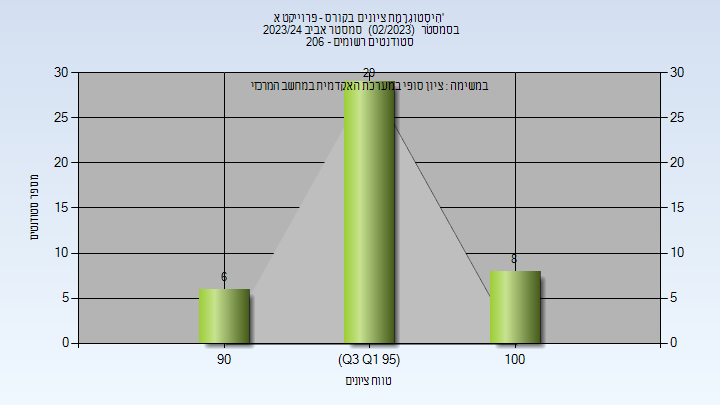 היסטוגרמת ציונים בקורס - פרוייקט א'
בסמסטר (02/2023) סמסטר אביב 2023/24
סטודנטים רשומים - 206
במשימה : ציון סופי במערכת האקדמית במחשב המרכזי
מספר סטודנטים
30
25
20
15
10
5
0
30
25
20
15
10
5
0
6
29
8
90
(Q3 Q1 95)
100
טווח ציונים